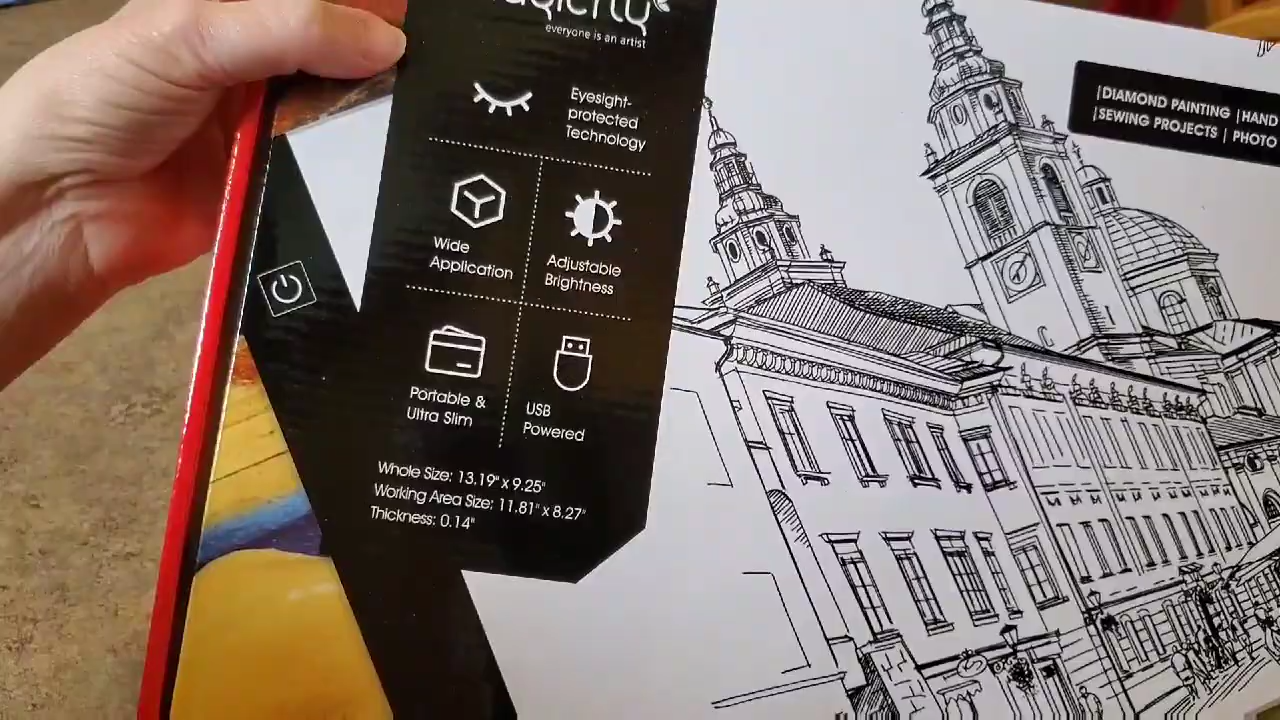 everyone is an artist
Eyesight-
protected
Technology
Wide
Application
Adjustable
Brightness
Portable &
Ultra Slim
USB
Powered
Whole Size: 13.19" x 9.25"
Working Area Size: 11.81" x 8.27"
Thickness: 0.14"
|DIAMOND PAINTING |HAND
|SEWING PROJECTS | PHOTO